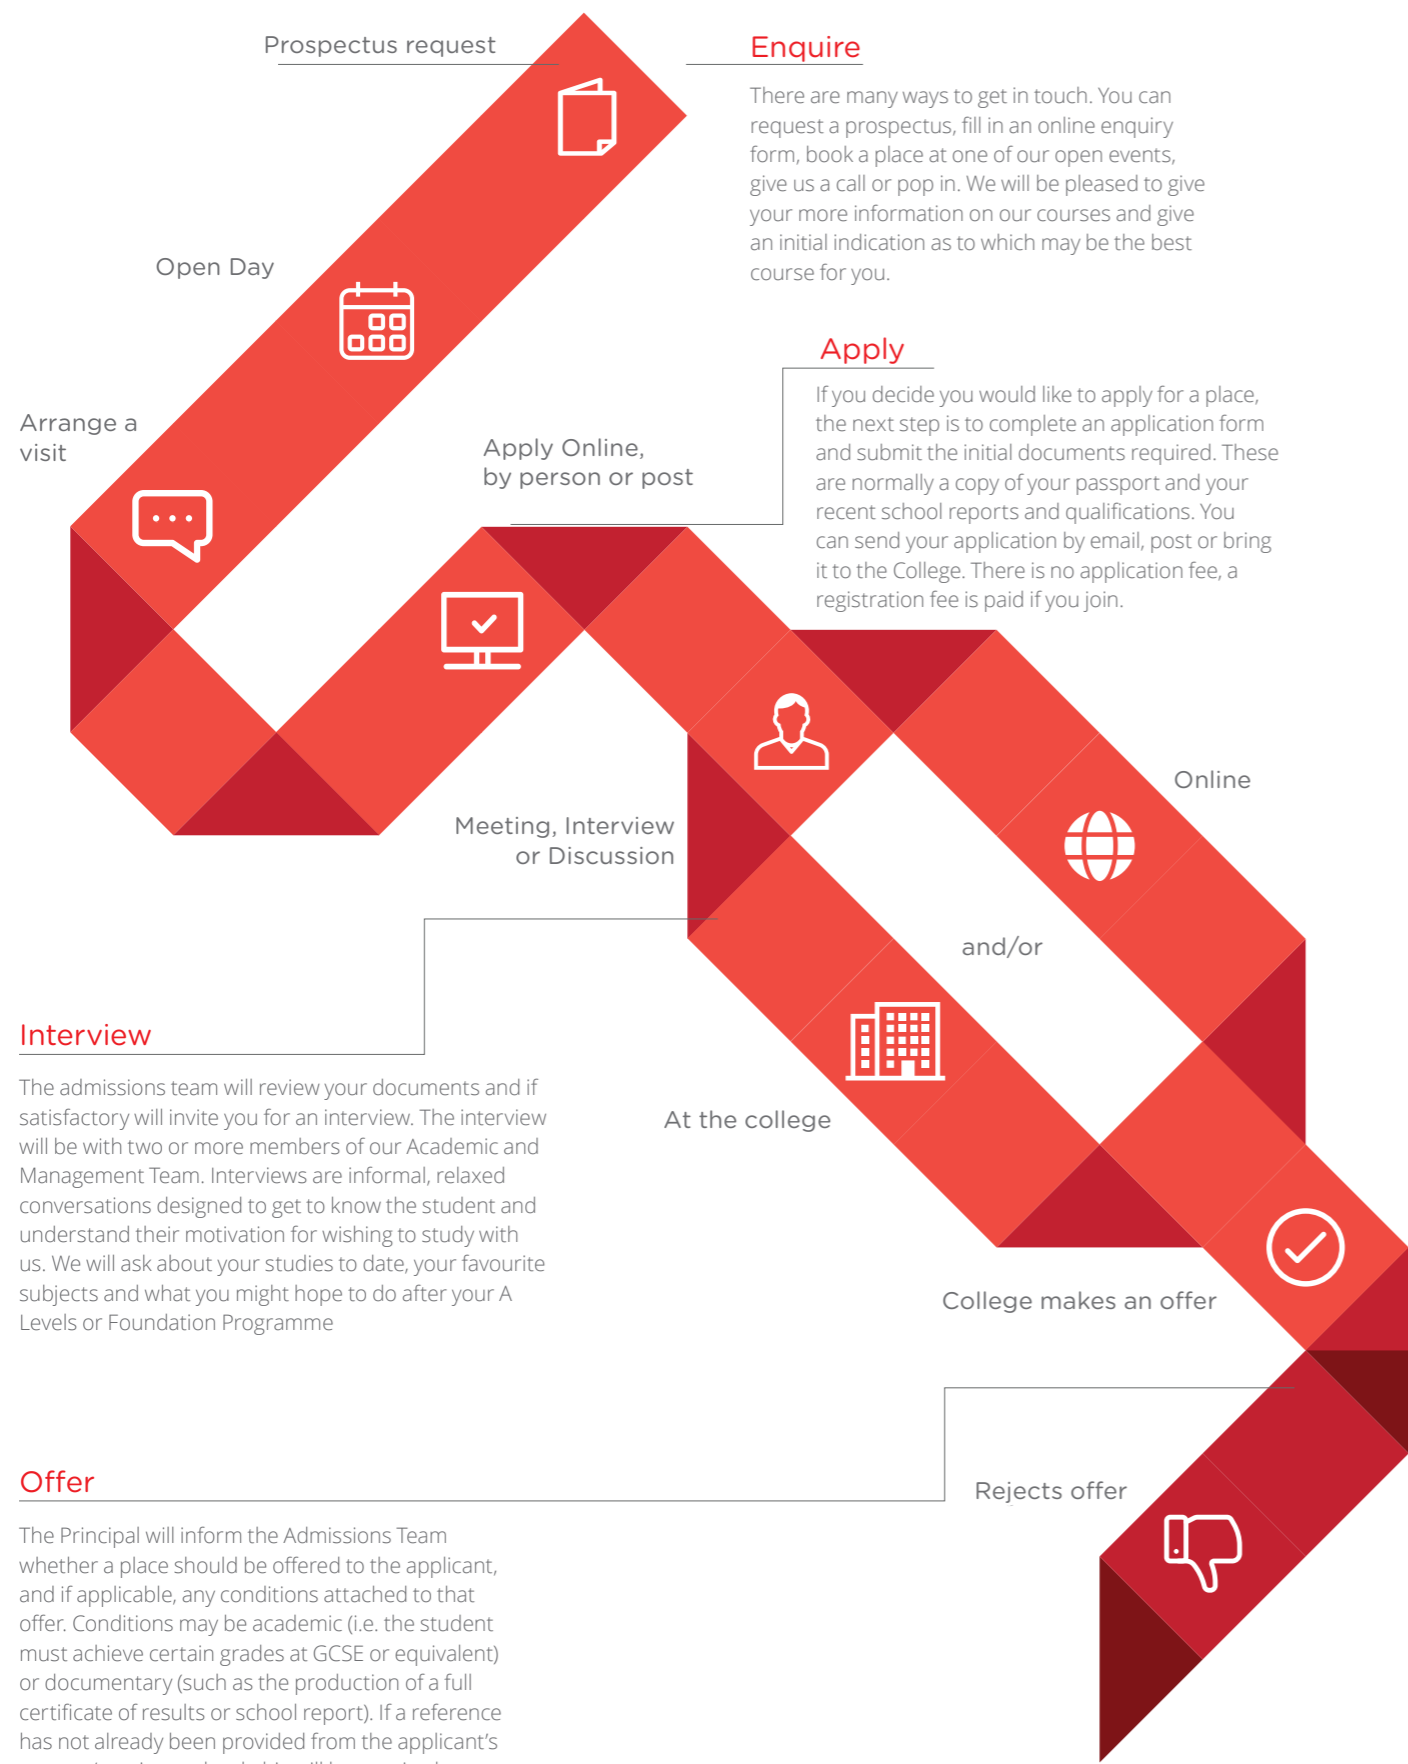 Prospectus request
Enquire
There are many ways to get in touch. You can
request a prospectus, fill in an online enquiry
form, book a place at one of our open events,
give us a call or pop in. We will be pleased to give
your more information on our courses and give
an initial indication as to which may be the best
course for you.
Open Day
Arrange a
visit
Apply Online,
by person or post
Apply
If you decide you would like to apply for a place,
the next step is to complete an application form
and submit the initial documents required. These
are normally a copy of your passport and your
recent school reports and qualifications. You
can send your application by email, post or bring
it to the College. There is no application fee, a
registration fee is paid if you join.
Online
Meeting, Interview
or Discussion
and/or
Interview
The admissions team will review your documents and if
satisfactory will invite you for an interview. The interview
will be with two or more members of our Academic and
Management Team. Interviews are informal, relaxed
conversations designed to get to know the student and
understand their motivation for wishing to study with
us. We will ask about your studies to date, your favourite
subjects and what you might hope to do after your A
Levels or Foundation Programme
At the college
College makes an offer
Offer
Rejects offer
The Principal will inform the Admissions Team
whether a place should be offered to the applicant,
and if applicable, any conditions attached to that
offer. Conditions may be academic (i.e. the student
must achieve certain grades at GCSE or equivalent)
or documentary (such as the production of a full
certificate of results or school report). If a reference
has not already been provided from the applicant's